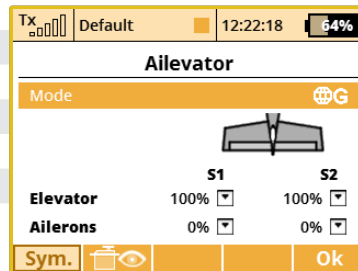 Tx Default 12:22:18 64%
Ailevator
Mode G
S1 S2
Elevator 100% 100%
Ailerons 0% 0%
Sym. Ok